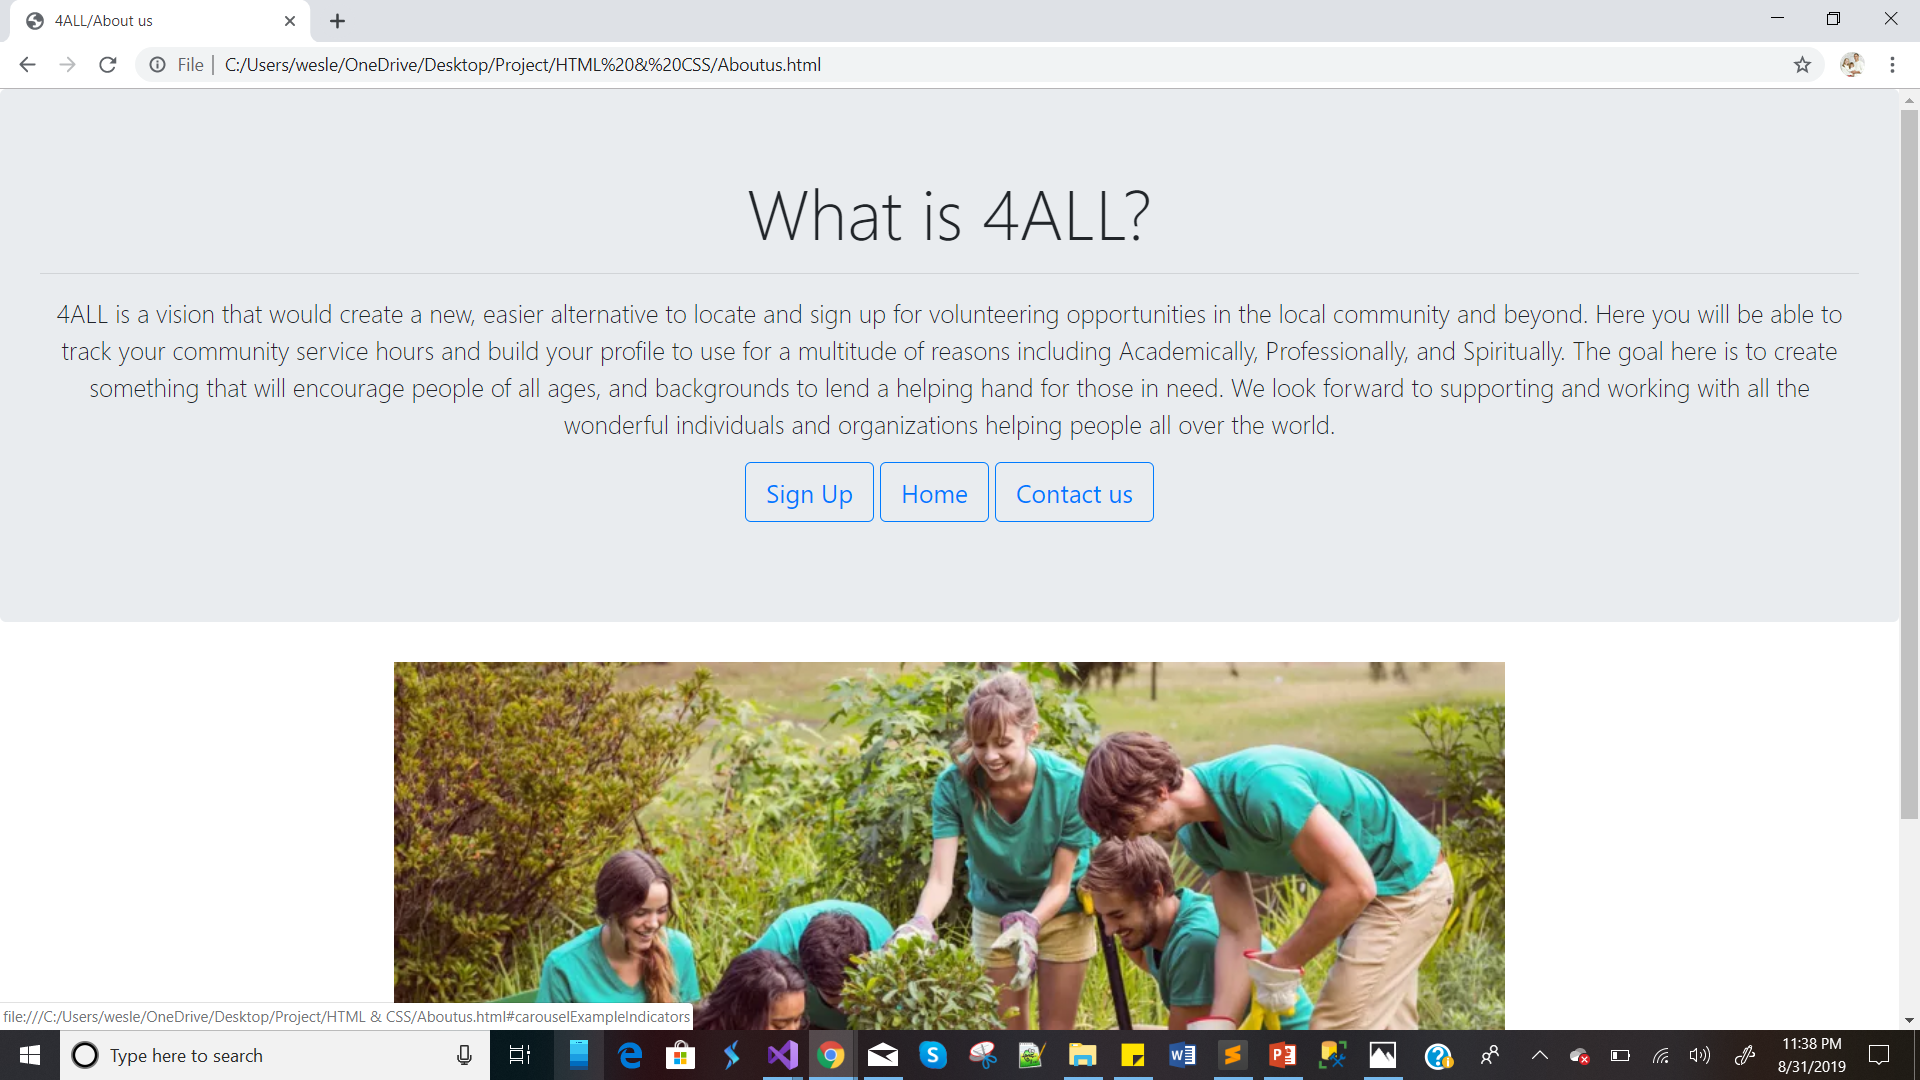 4ALL/About us
File | C:/Users/wesle/OneDrive/Desktop/Project/HTML%20&%20CSS/Aboutus.html
What is 4ALL?
4ALL is a vision that would create a new, easier alternative to locate and sign up for volunteering opportunities in the local community and beyond. Here you will be able to
track your community service hours and build your profile to use for a multitude of reasons including Academically, Professionally, and Spiritually. The goal here is to create
something that will encourage people of all ages, and backgrounds to lend a helping hand for those in need. We look forward to supporting and working with all the
wonderful individuals and organizations helping people all over the world.
Sign Up Home Contact us
file:///C:/Users/wesle/OneDrive/Desktop/Project/HTML & CSS/Aboutus.html#carouselExampleIndicators
Type here to search
11:38 PM
8/31/2019